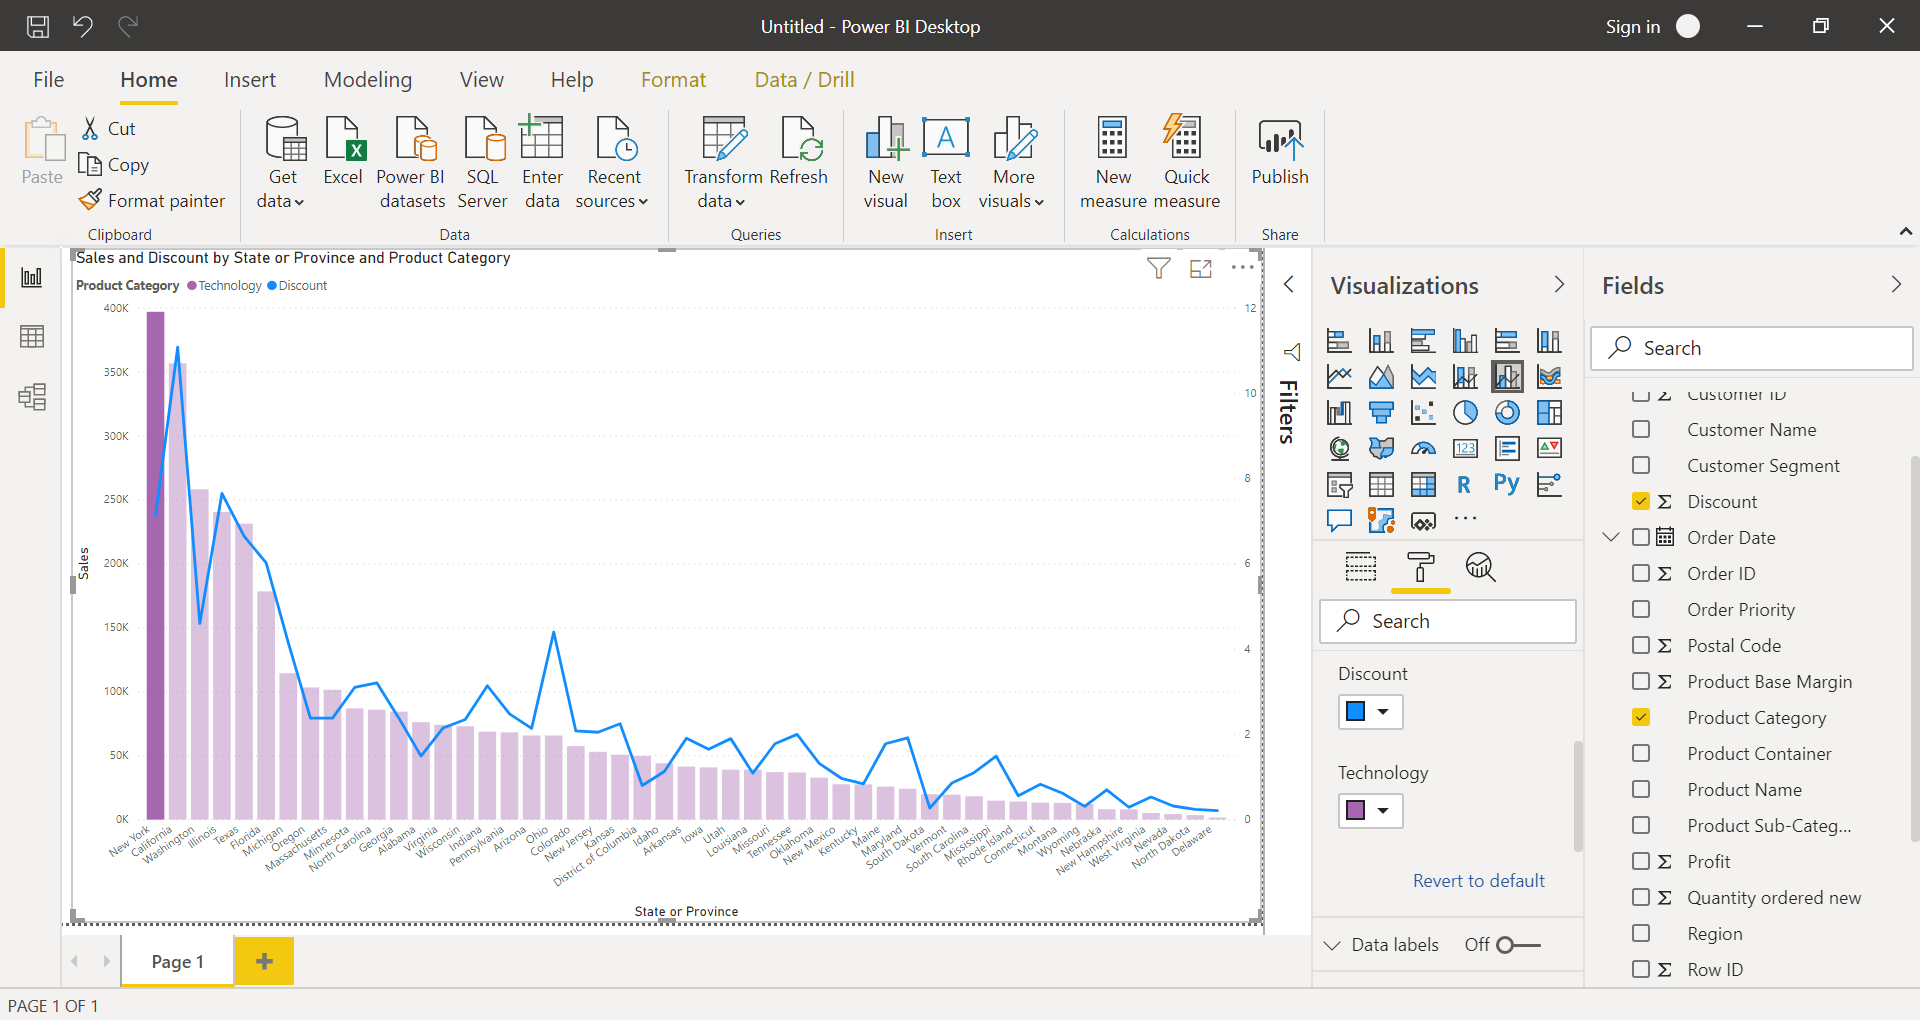 Untitled - Power BI Desktop
Sign in
File Home Insert Modeling View Help Format Data / Drill
Paste
Cut
Copy
Format painter
Clipboard
Get data
Excel
Power BI datasets
SQL Server
Enter data
Recent sources
Data
Transform data
Refresh
Queries
New visual
Text box
More visuals
Insert
New measure
Quick measure
Calculations
Publish
Share
Sales and Discount by State or Province and Product Category
Product Category Technology Discount
400K
350K
300K
250K
200K
150K
100K
50K
0K
Sales
12
10
8
6
4
2
0
New York
California
Washington
Illinois
Texas
Florida
Michigan
Oregon
Massachusetts
Minnesota
North Carolina
Georgia
Alabama
Virginia
Wisconsin
Indiana
Pennsylvania
Arizona
Ohio
Colorado
New Jersey
Kansas
District of Columbia
Idaho
Arkansas
Iowa
Utah
Louisiana
Missouri
Tennessee
Oklahoma
New Mexico
Kentucky
Maine
Maryland
South Dakota
Vermont
South Carolina
Mississippi
Rhode Island
Connecticut
Montana
Wyoming
Nebraska
New Hampshire
West Virginia
Nevada
North Dakota
Delaware
State or Province
Filters
Visualizations
123
R
Py
Search
Discount
Technology
Revert to default
Data labels Off
Fields
Search
Customer ID
Customer Name
Customer Segment
Discount
Order Date
Order ID
Order Priority
Postal Code
Product Base Margin
Product Category
Product Container
Product Name
Product Sub-Categ...
Profit
Quantity ordered new
Region
Row ID
Page 1
PAGE 1 OF 1